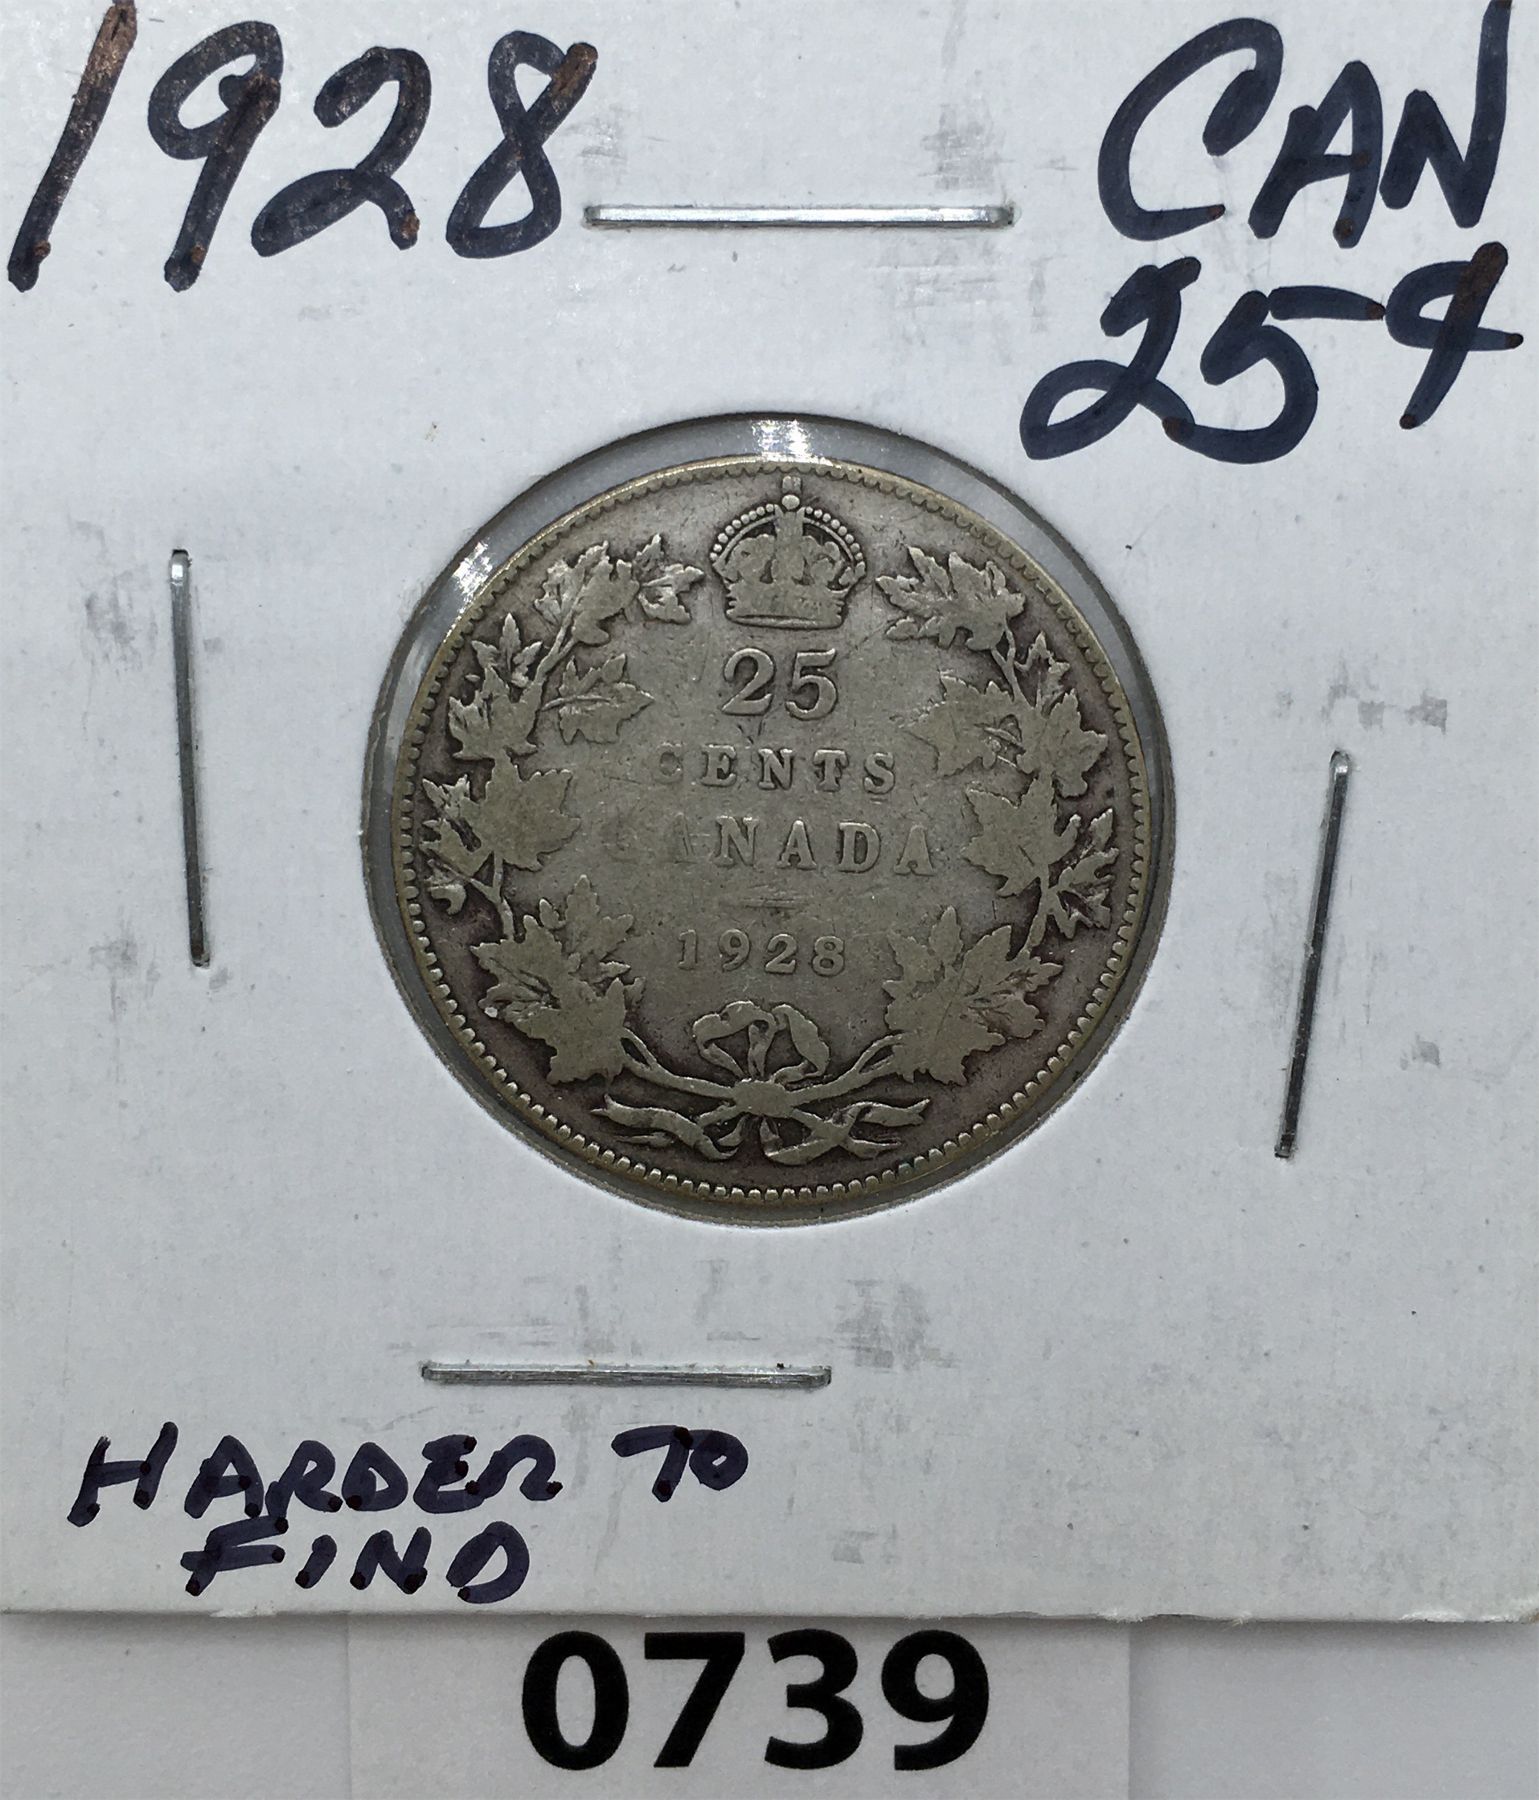 1928
CAN
25¢
25
CENTS
CANADA
1928
HARDER TO
FIND
0739